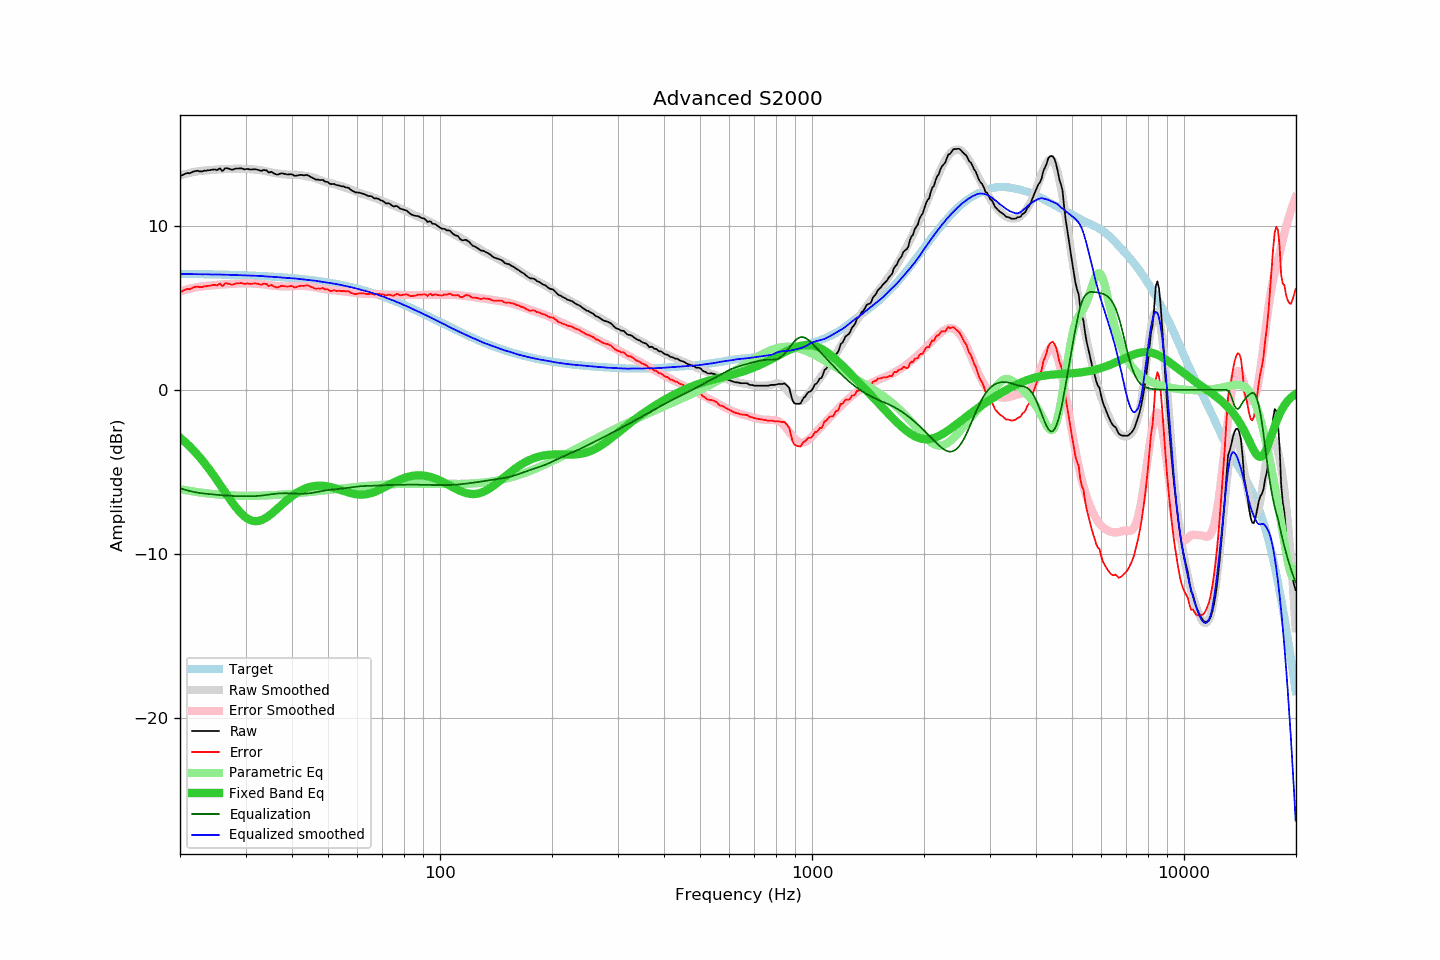 Advanced S2000
10
0
−10
−20
Amplitude (dBr)
Target
Raw Smoothed
Error Smoothed
Raw
Error
Parametric Eq
Fixed Band Eq
Equalization
Equalized smoothed
100
1000
10000
Frequency (Hz)